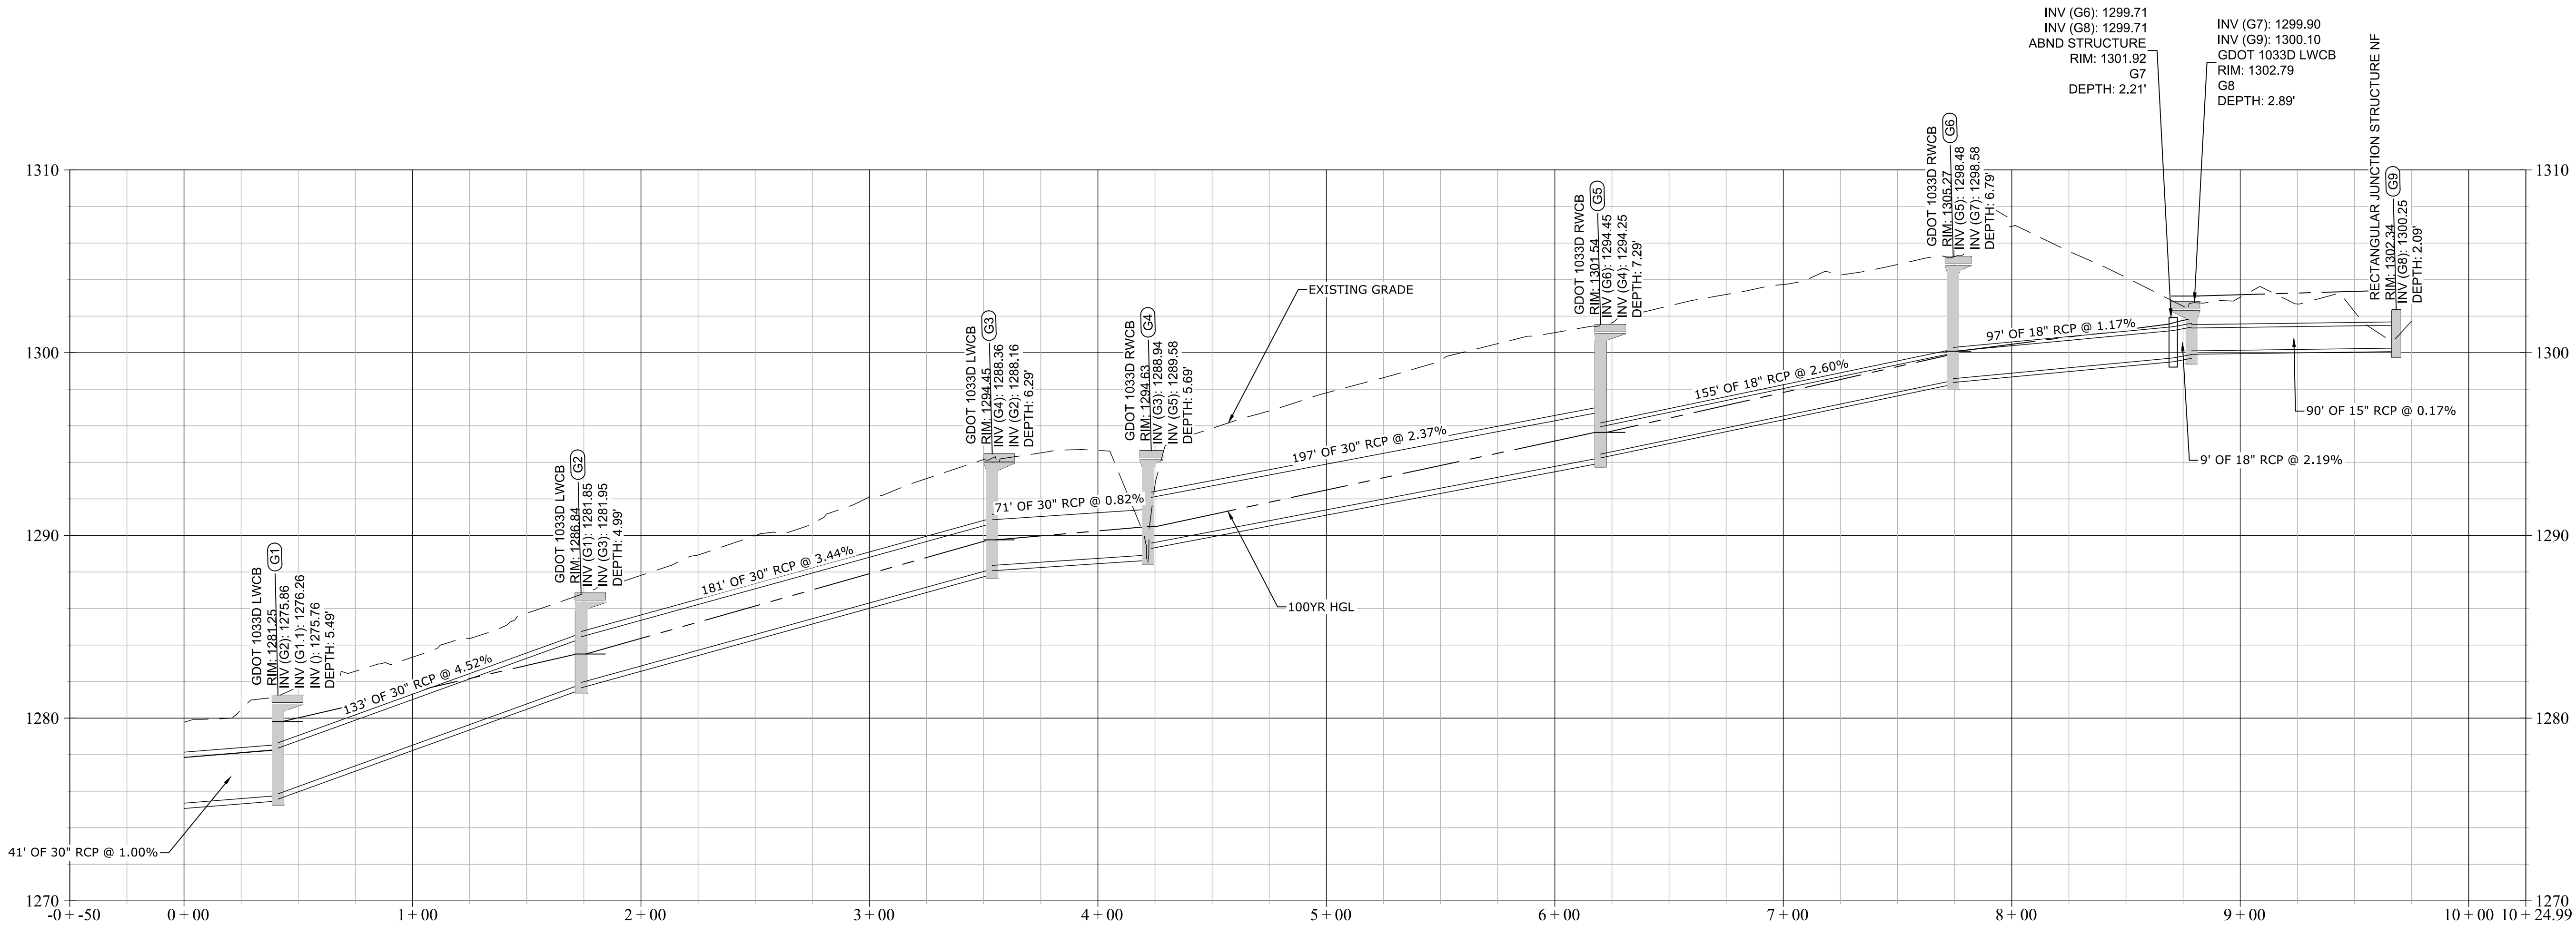 INV (G6): 1299.71
INV (G8): 1299.71
ABND STRUCTURE
RIM: 1301.92
G7
DEPTH: 2.21'
INV (G7): 1299.90
INV (G9): 1300.10
GDOT 1033D LWCB
RIM: 1302.79
G8
DEPTH: 2.89'
RECTANGULAR JUNCTION STRUCTURE NF
RIM: 1302.34
G9
INV (G8): 1300.25
DEPTH: 2.09'
GDOT 1033D RWCB
RIM: 1305.27
G6
INV (G5): 1298.48
INV (G7): 1298.58
DEPTH: 6.79'
GDOT 1033D RWCB
RIM: 1301.54
G5
INV (G6): 1294.45
INV (G4): 1294.25
DEPTH: 7.29'
GDOT 1033D RWCB
RIM: 1294.63
G4
INV (G3): 1288.94
INV (G5): 1289.58
DEPTH: 5.69'
GDOT 1033D LWCB
RIM: 1294.45
G3
INV (G4): 1288.36
INV (G2): 1288.16
DEPTH: 6.29'
GDOT 1033D LWCB
RIM: 1286.84
G2
INV (G1): 1281.85
INV (G3): 1281.95
DEPTH: 4.99'
GDOT 1033D LWCB
RIM: 1281.25
G1
INV (G2): 1275.86
INV (G1.1): 1276.26
INV (): 1275.76
DEPTH: 5.49'
EXISTING GRADE
100YR HGL
41' OF 30" RCP @ 1.00%
133' OF 30" RCP @ 4.52%
181' OF 30" RCP @ 3.44%
71' OF 30" RCP @ 0.82%
197' OF 30" RCP @ 2.37%
155' OF 18" RCP @ 2.60%
97' OF 18" RCP @ 1.17%
90' OF 15" RCP @ 0.17%
9' OF 18" RCP @ 2.19%
1310
1300
1290
1280
1270
1310
1300
1290
1280
1270
-0 + -50
0 + 00
1 + 00
2 + 00
3 + 00
4 + 00
5 + 00
6 + 00
7 + 00
8 + 00
9 + 00
10 + 00
10 + 24.99